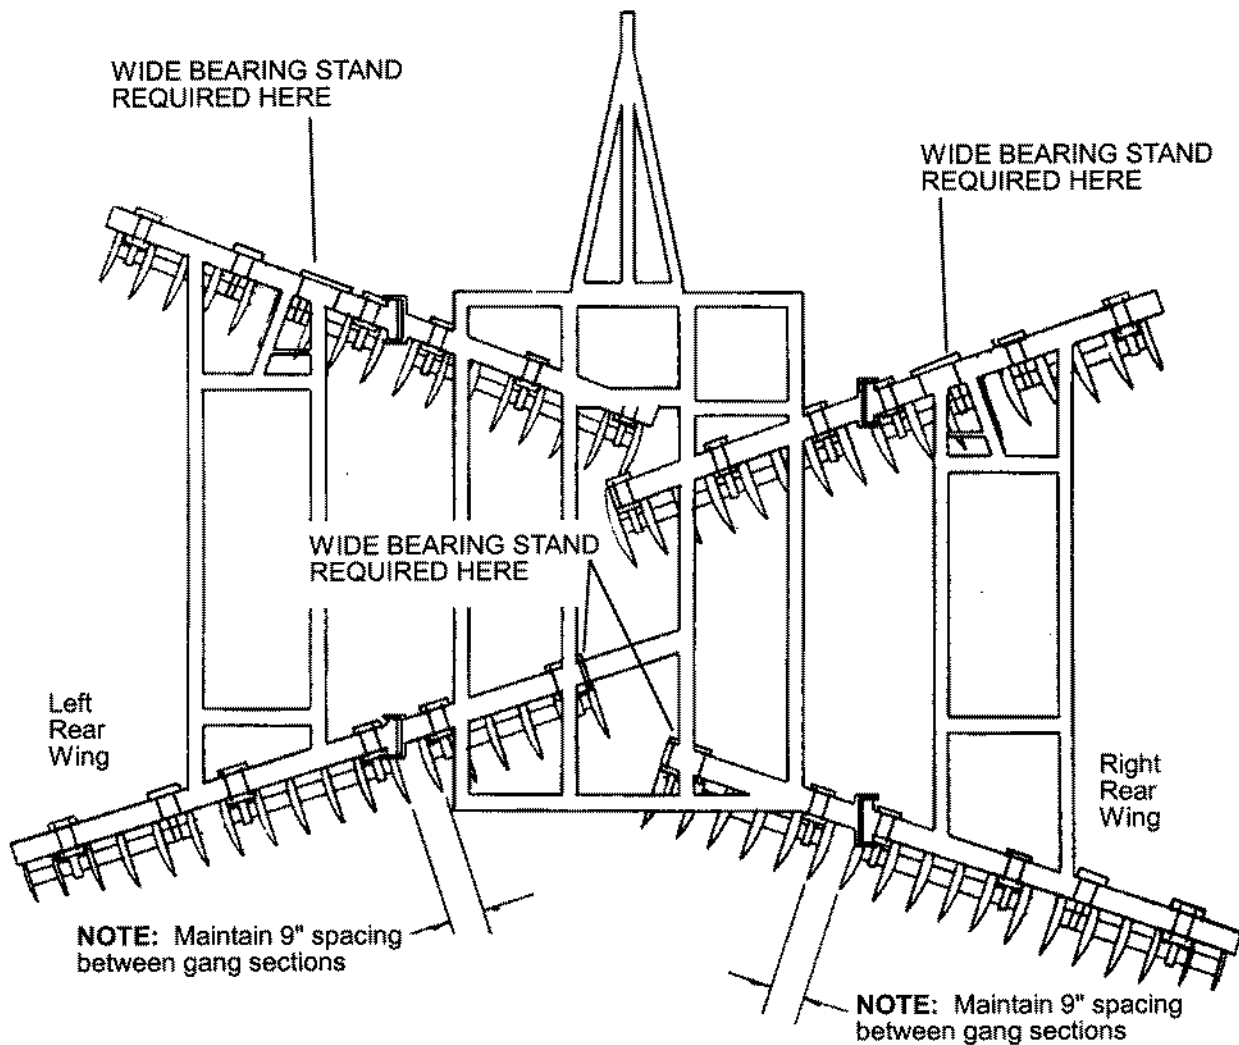 WIDE BEARING STAND
REQUIRED HERE
WIDE BEARING STAND
REQUIRED HERE
WIDE BEARING STAND
REQUIRED HERE
Left
Rear
Wing
Right
Rear
Wing
NOTE: Maintain 9" spacing
between gang sections
NOTE: Maintain 9" spacing
between gang sections